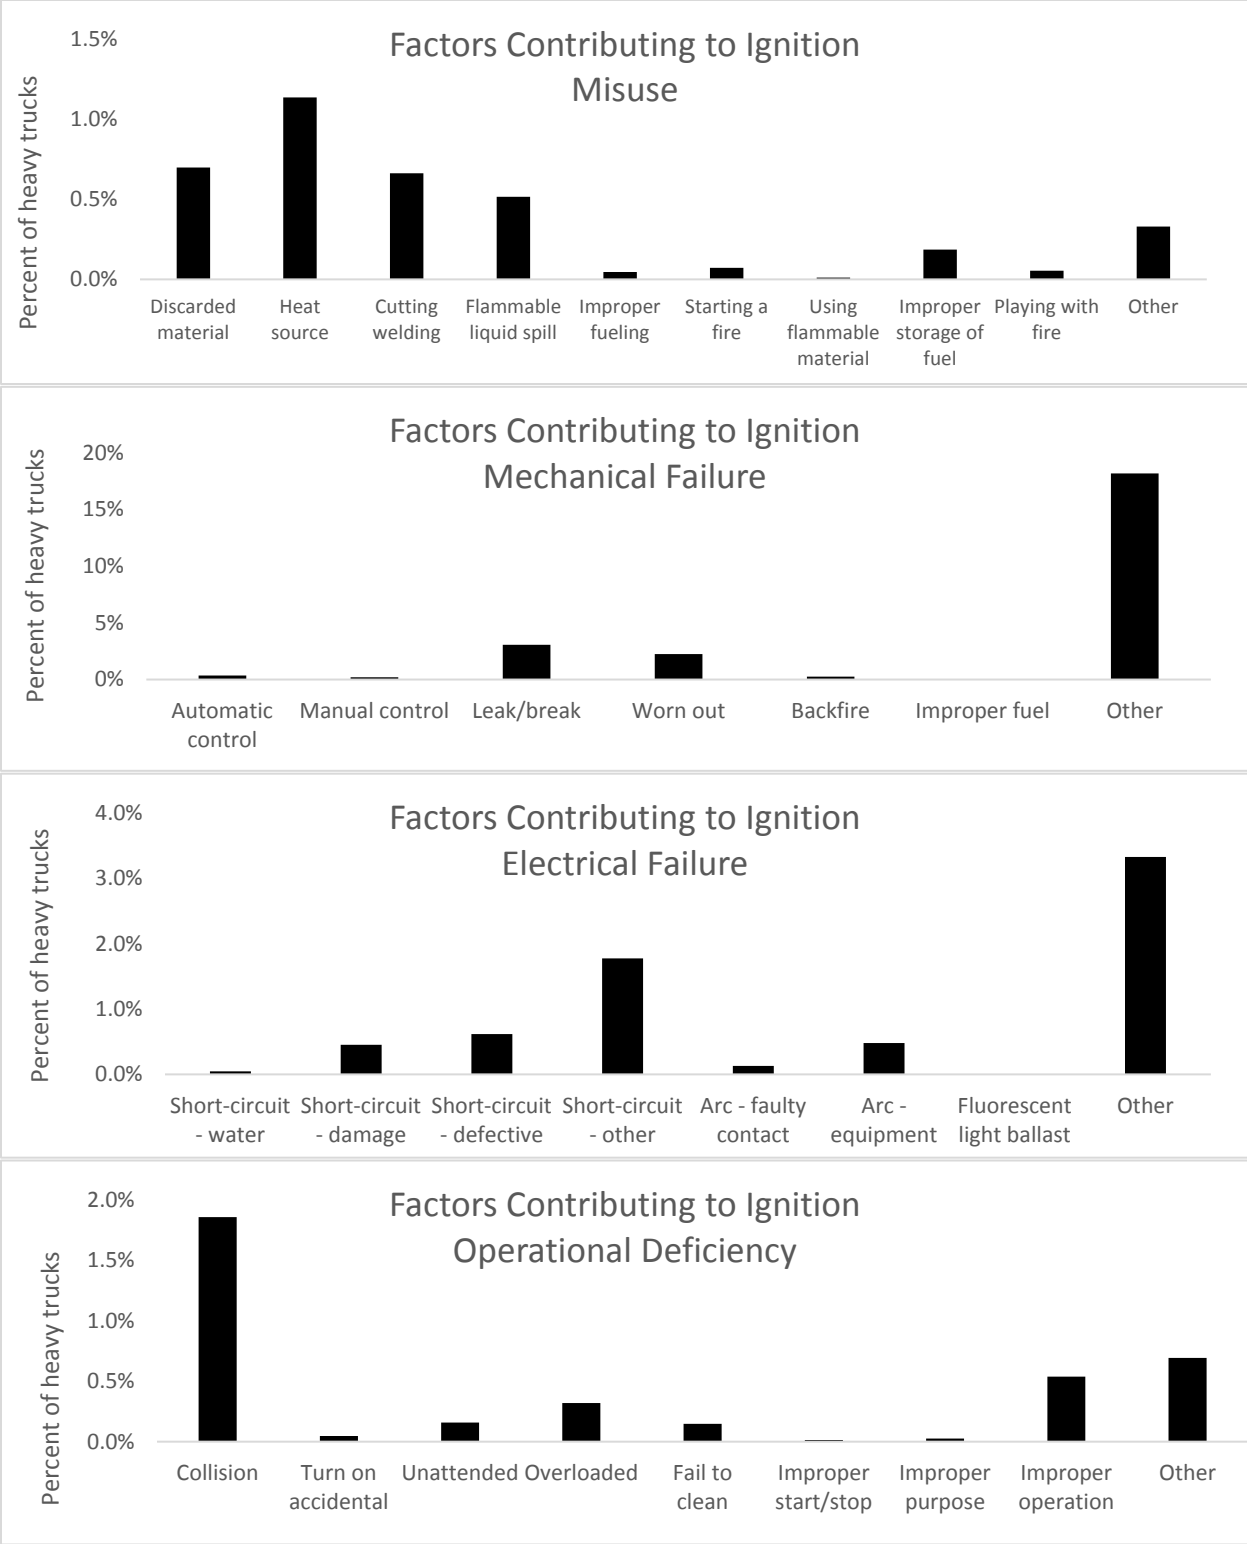 Factors Contributing to Ignition
Misuse
Percent of heavy trucks
1.5%
1.0%
0.5%
0.0%
Discarded material
Heat source
Cutting welding
Flammable liquid spill
Improper fueling
Starting a fire
Using flammable material
Improper storage of fuel
Playing with fire
Other
Factors Contributing to Ignition
Mechanical Failure
Percent of heavy trucks
20%
15%
10%
5%
0%
Automatic control
Manual control
Leak/break
Worn out
Backfire
Improper fuel
Other
Factors Contributing to Ignition
Electrical Failure
Percent of heavy trucks
4.0%
3.0%
2.0%
1.0%
0.0%
Short-circuit - water
Short-circuit - damage
Short-circuit - defective
Short-circuit - other
Arc - faulty contact
Arc - equipment
Fluorescent light ballast
Other
Factors Contributing to Ignition
Operational Deficiency
Percent of heavy trucks
2.0%
1.5%
1.0%
0.5%
0.0%
Collision
Turn on accidental
Unattended
Overloaded
Fail to clean
Improper start/stop
Improper purpose
Improper operation
Other